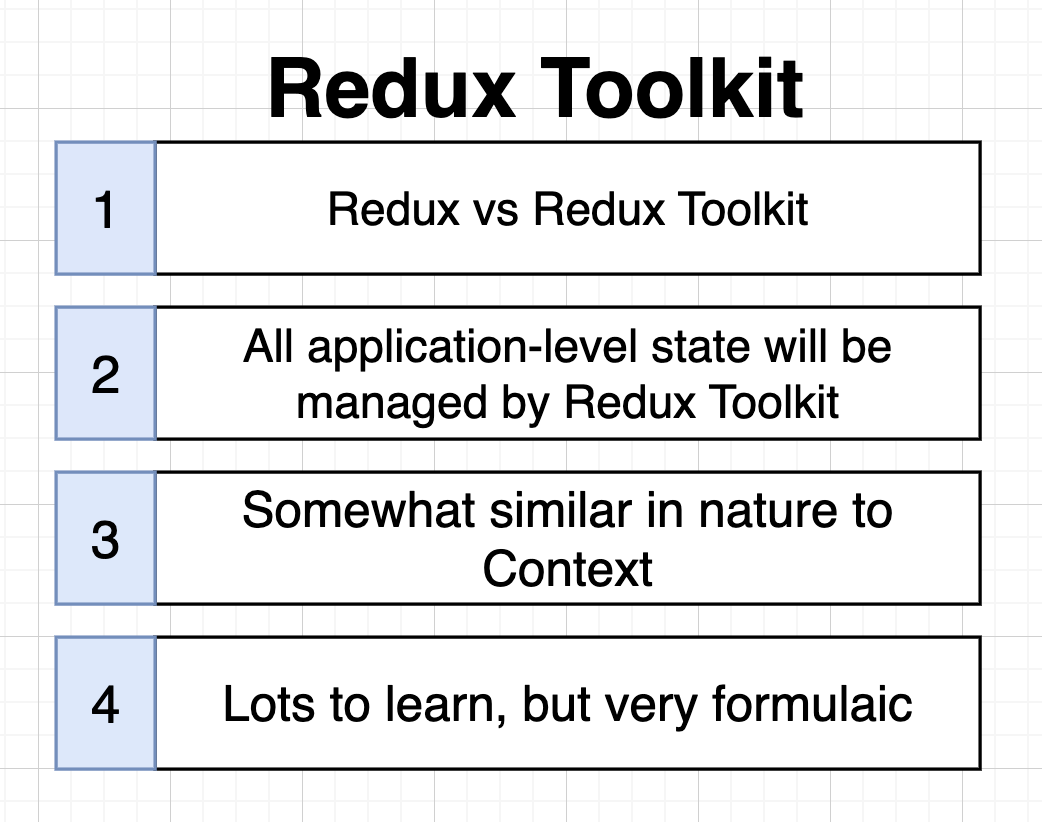 Redux Toolkit
1
Redux vs Redux Toolkit
2
All application-level state will be
managed by Redux Toolkit
3
Somewhat similar in nature to
Context
4
Lots to learn, but very formulaic